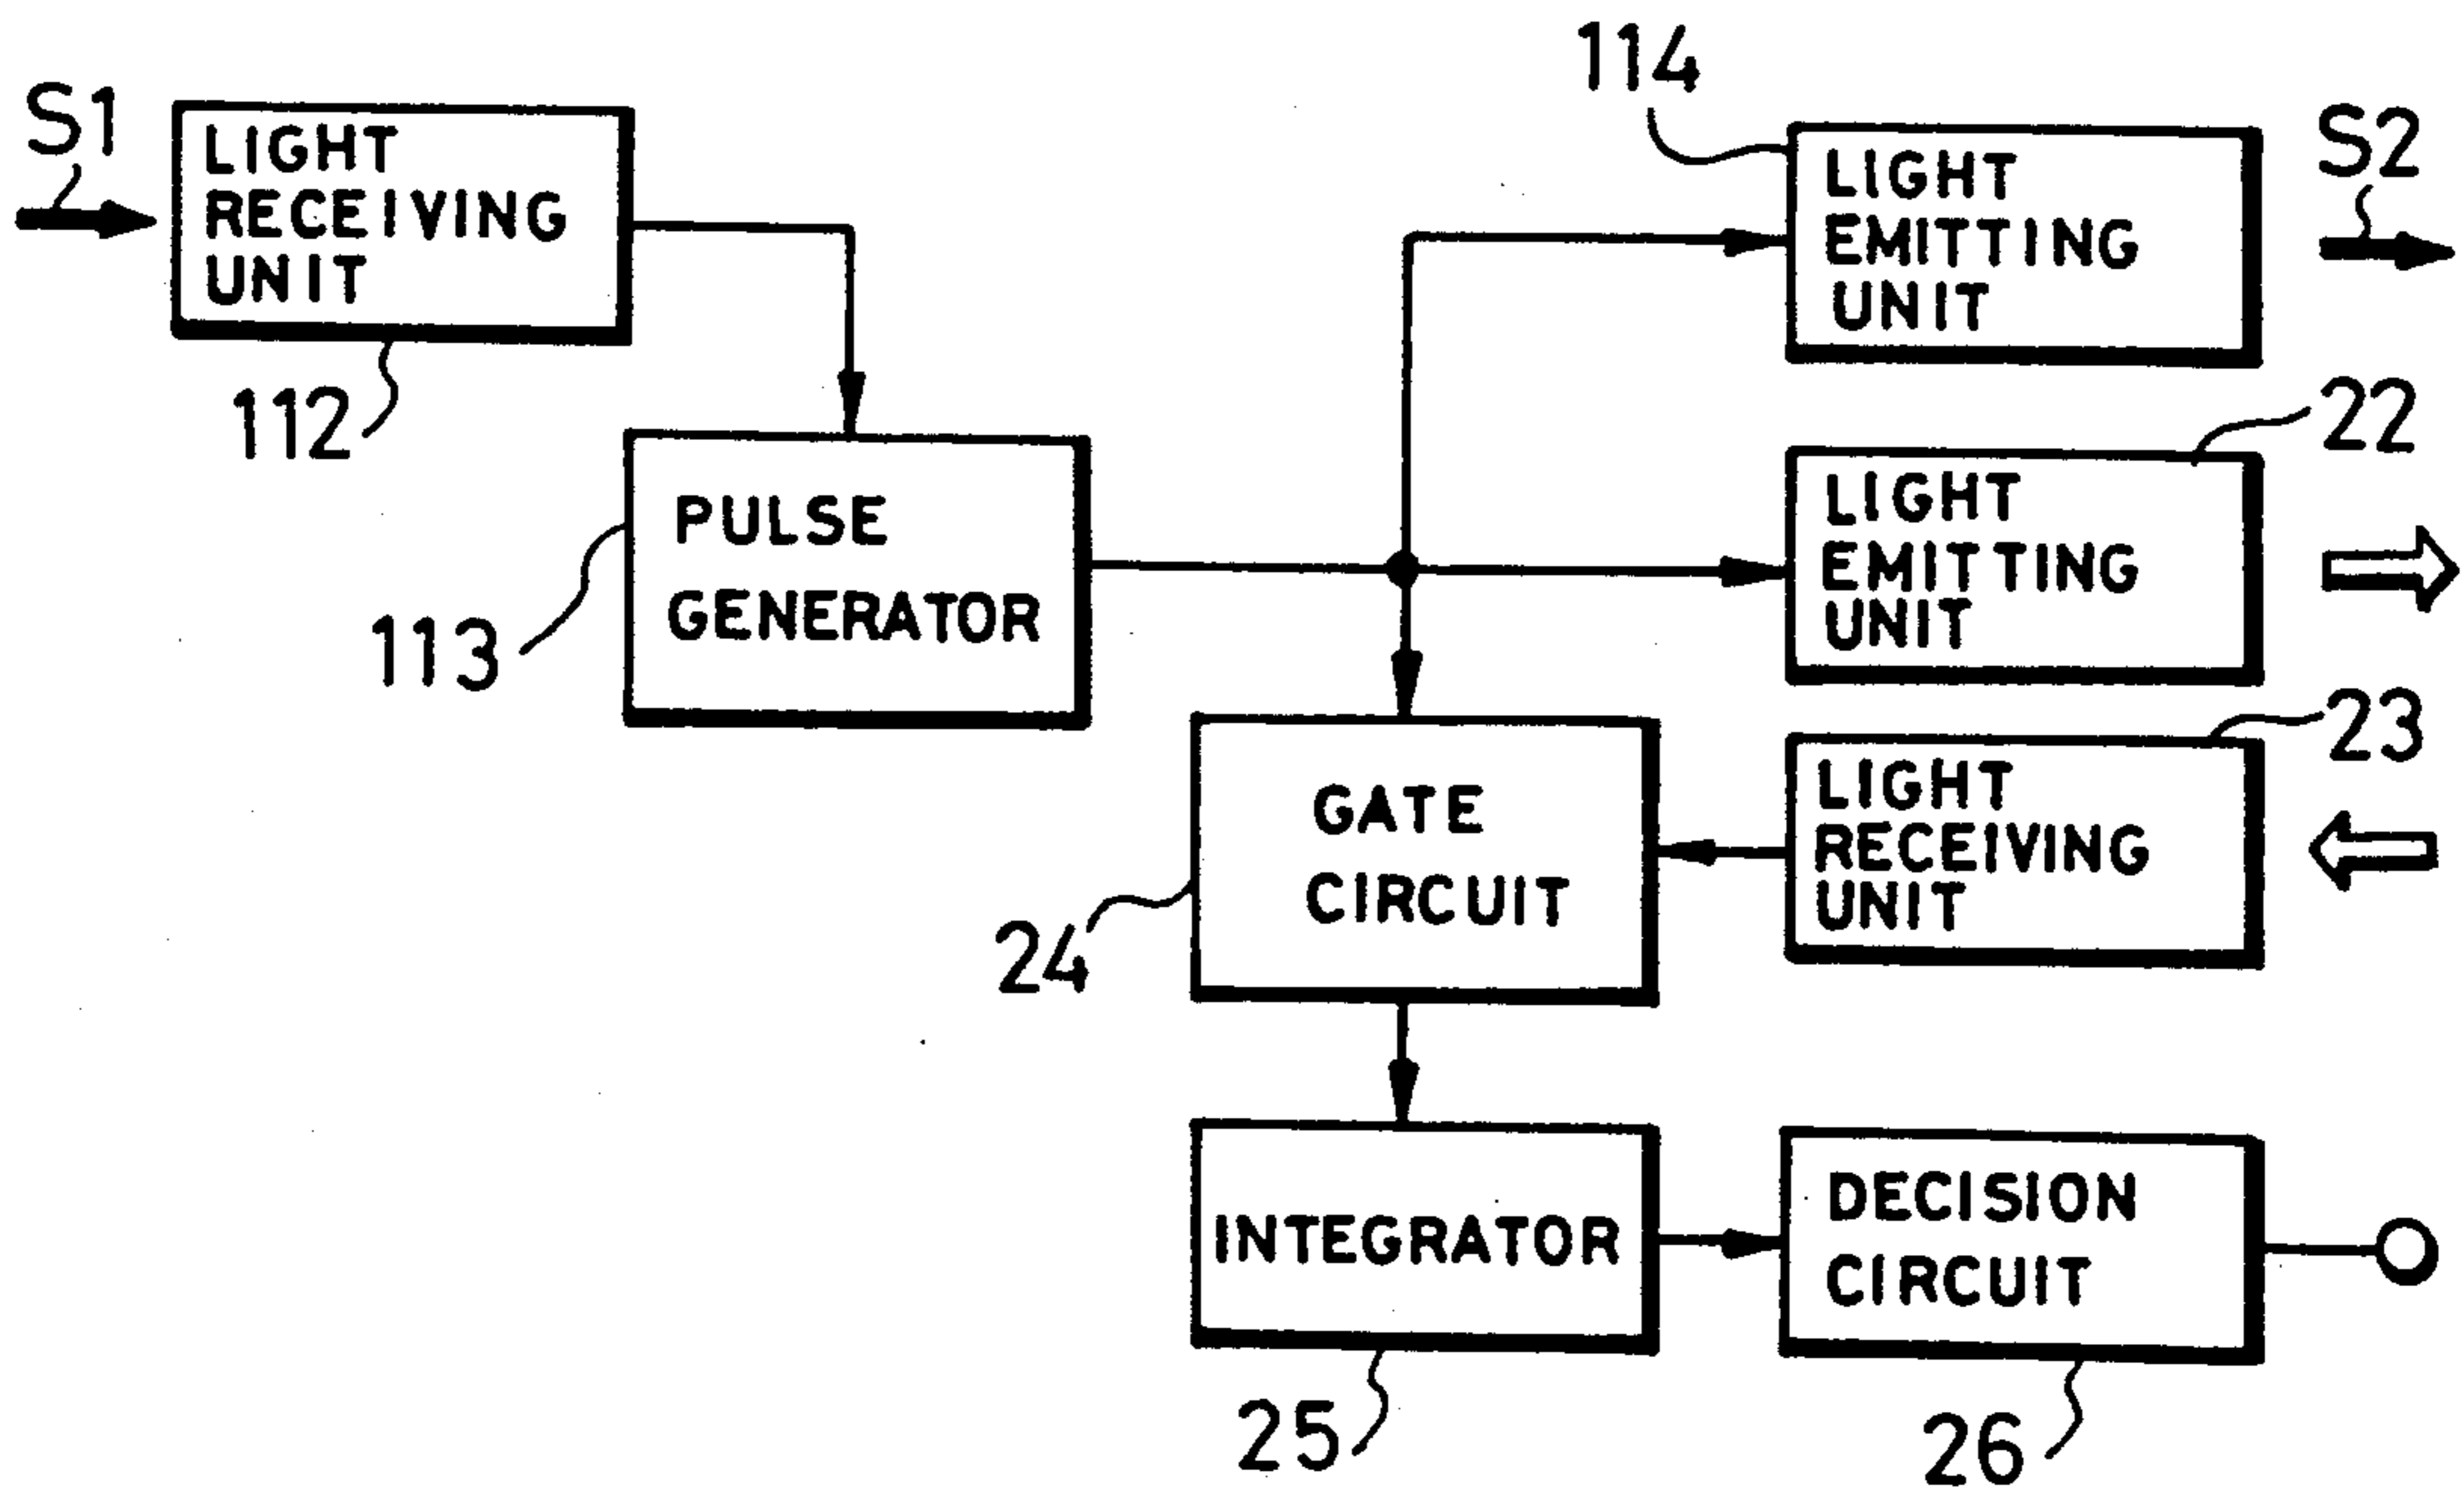 S1
LIGHT
RECEIVING
UNIT
112
114
LIGHT
EMITTING
UNIT
S2
PULSE
GENERATOR
113
22
LIGHT
EMITTING
UNIT
23
LIGHT
RECEIVING
UNIT
GATE
CIRCUIT
24
INTEGRATOR
25
DECISION
CIRCUIT
26